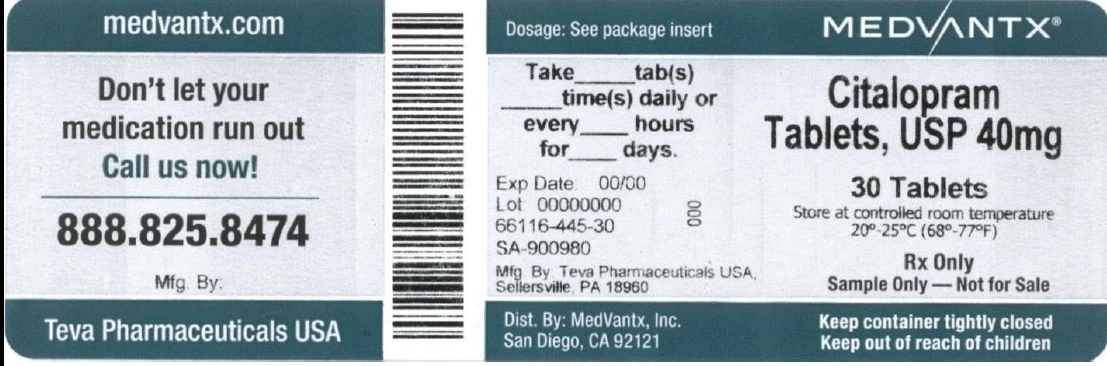 medvantx.com
Don't let your
medication run out
Call us now!
888.825.8474
Mfg. By:
Teva Pharmaceuticals USA
Dosage: See package insert
Take_____tab(s)
_____time(s) daily or
every____ hours
for____ days.
Exp Date: 00/00
Lot 00000000
66116-445-30
SA-900980
000
Mfg. By: Teva Pharmaceuticals USA,
Sellersville, PA 18960
Dist. By: MedVantx, Inc.
San Diego, CA 92121
MEDVANTX®
Citalopram
Tablets, USP 40mg
30 Tablets
Store at controlled room temperature
20°-25°C (68°-77°F)
Rx Only
Sample Only — Not for Sale
Keep container tightly closed
Keep out of reach of children